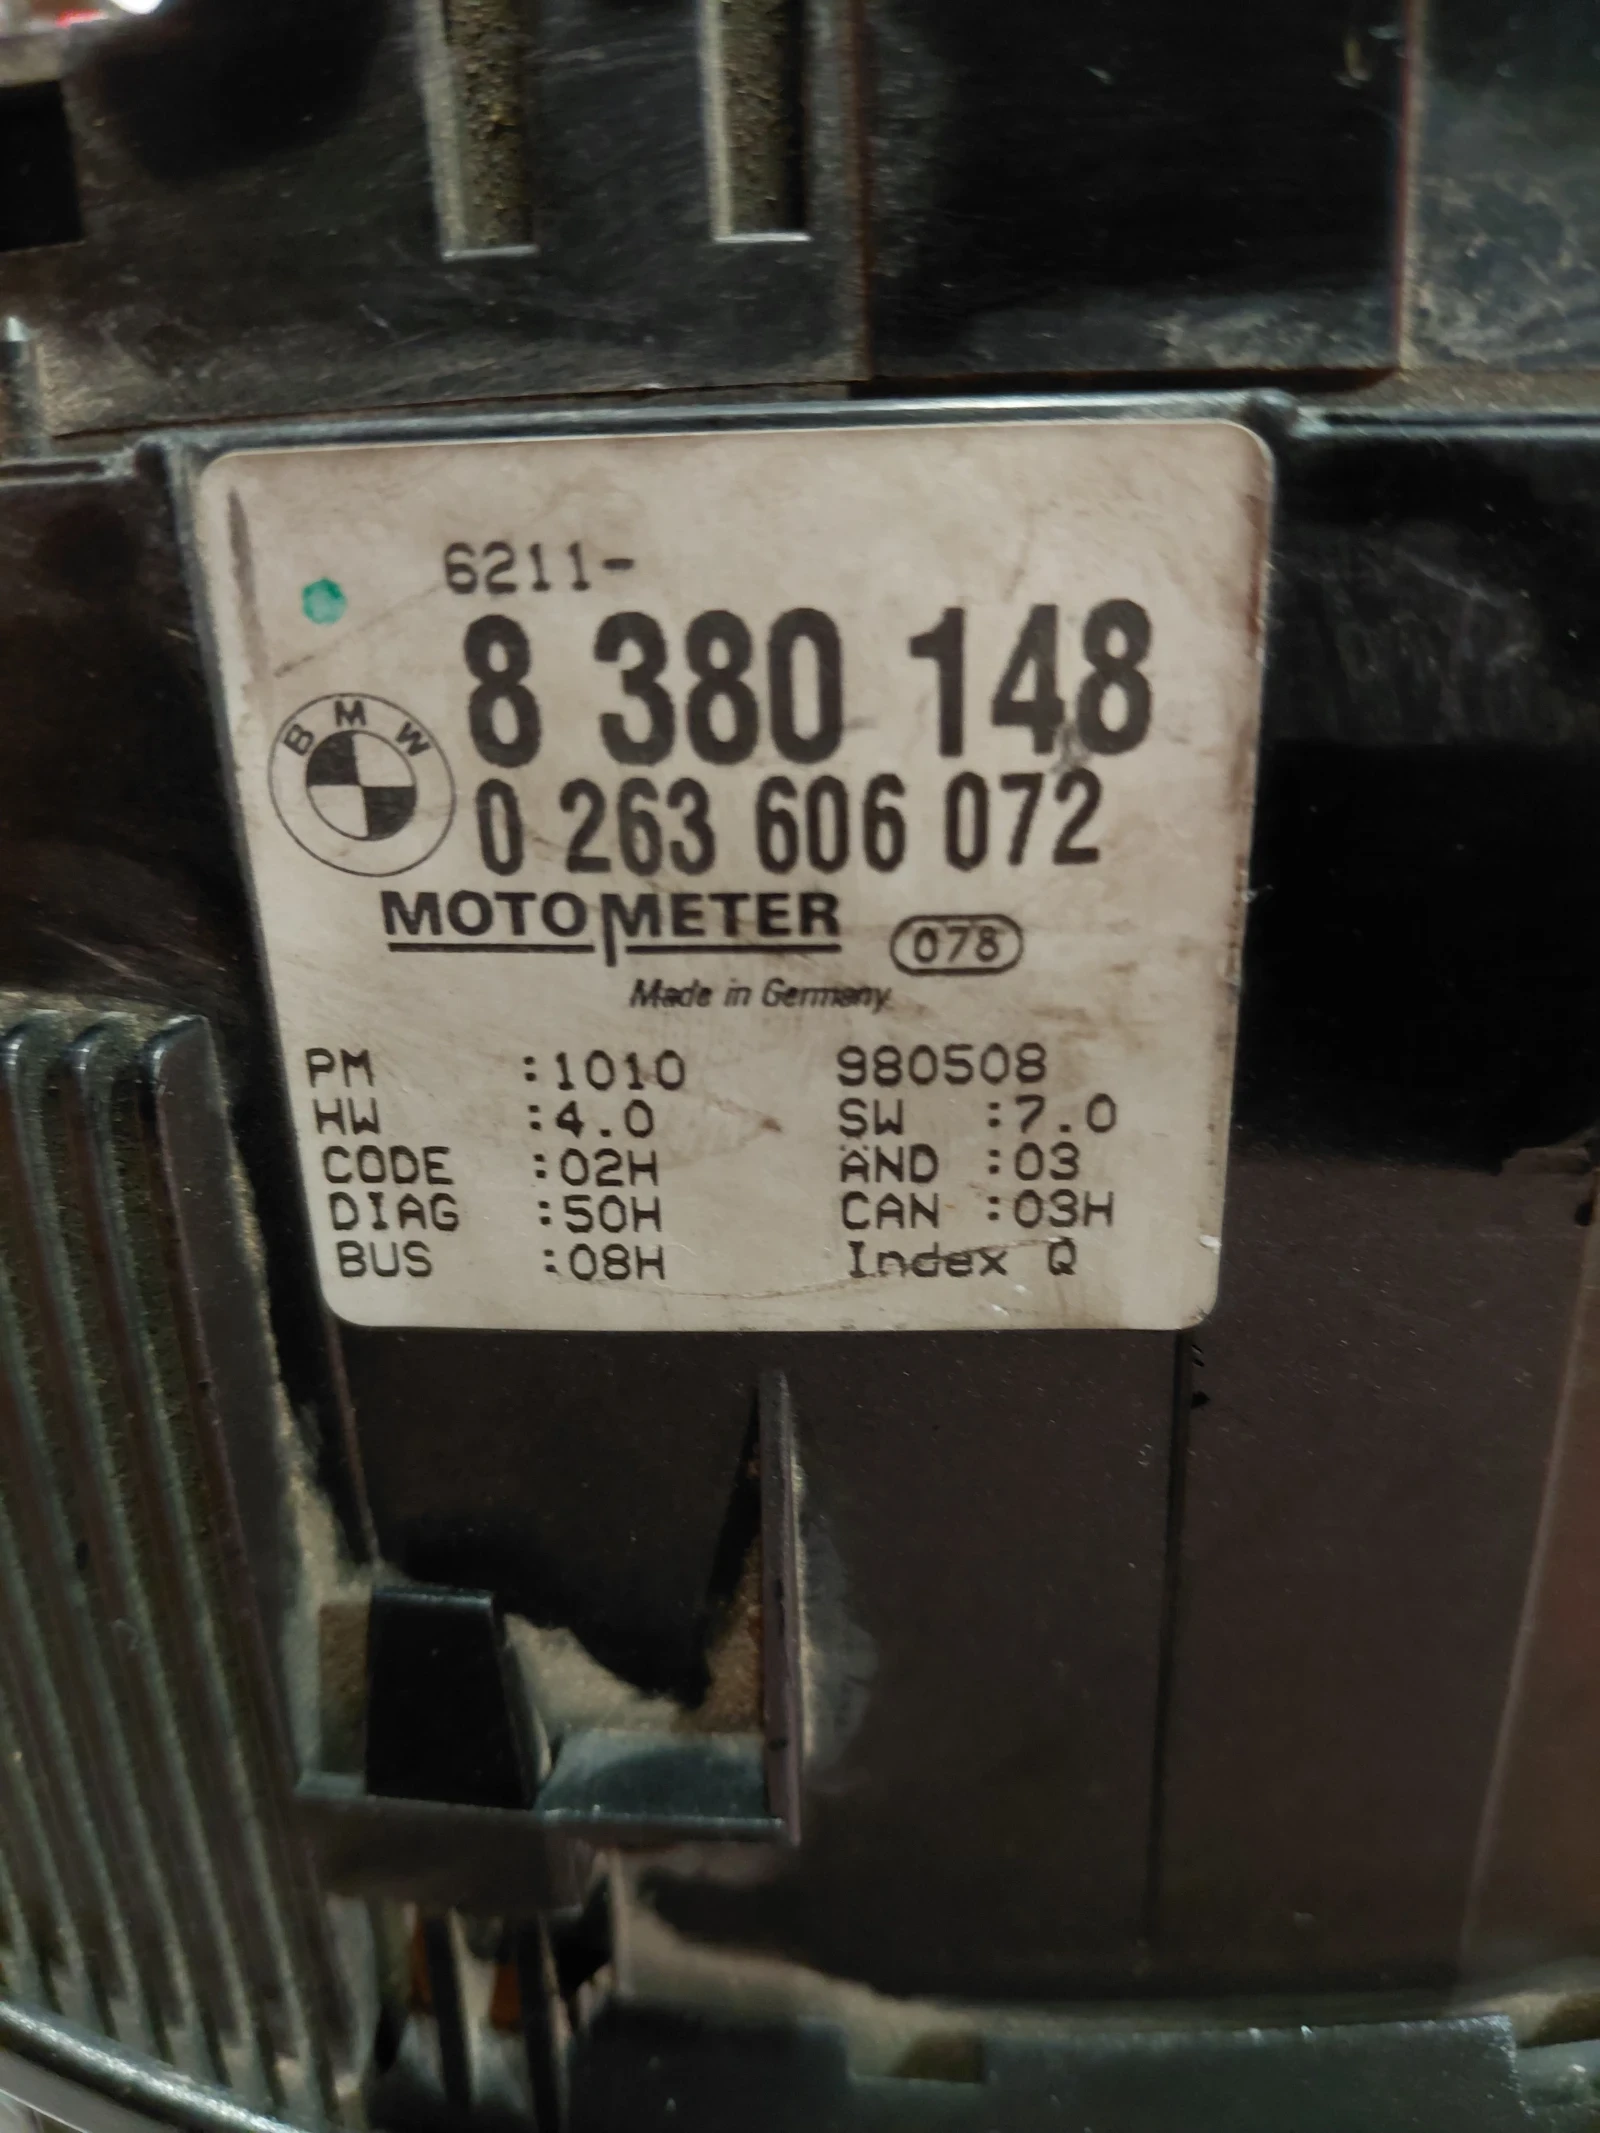 6211-
8 380 148
BMW
0 263 606 072
MOTOMETER
078
Made in Germany
PM :1010 980508
HW :4.0 SW :7.0
CODE :02H ÄND :03
DIAG :50H CAN :03H
BUS :08H Index Q